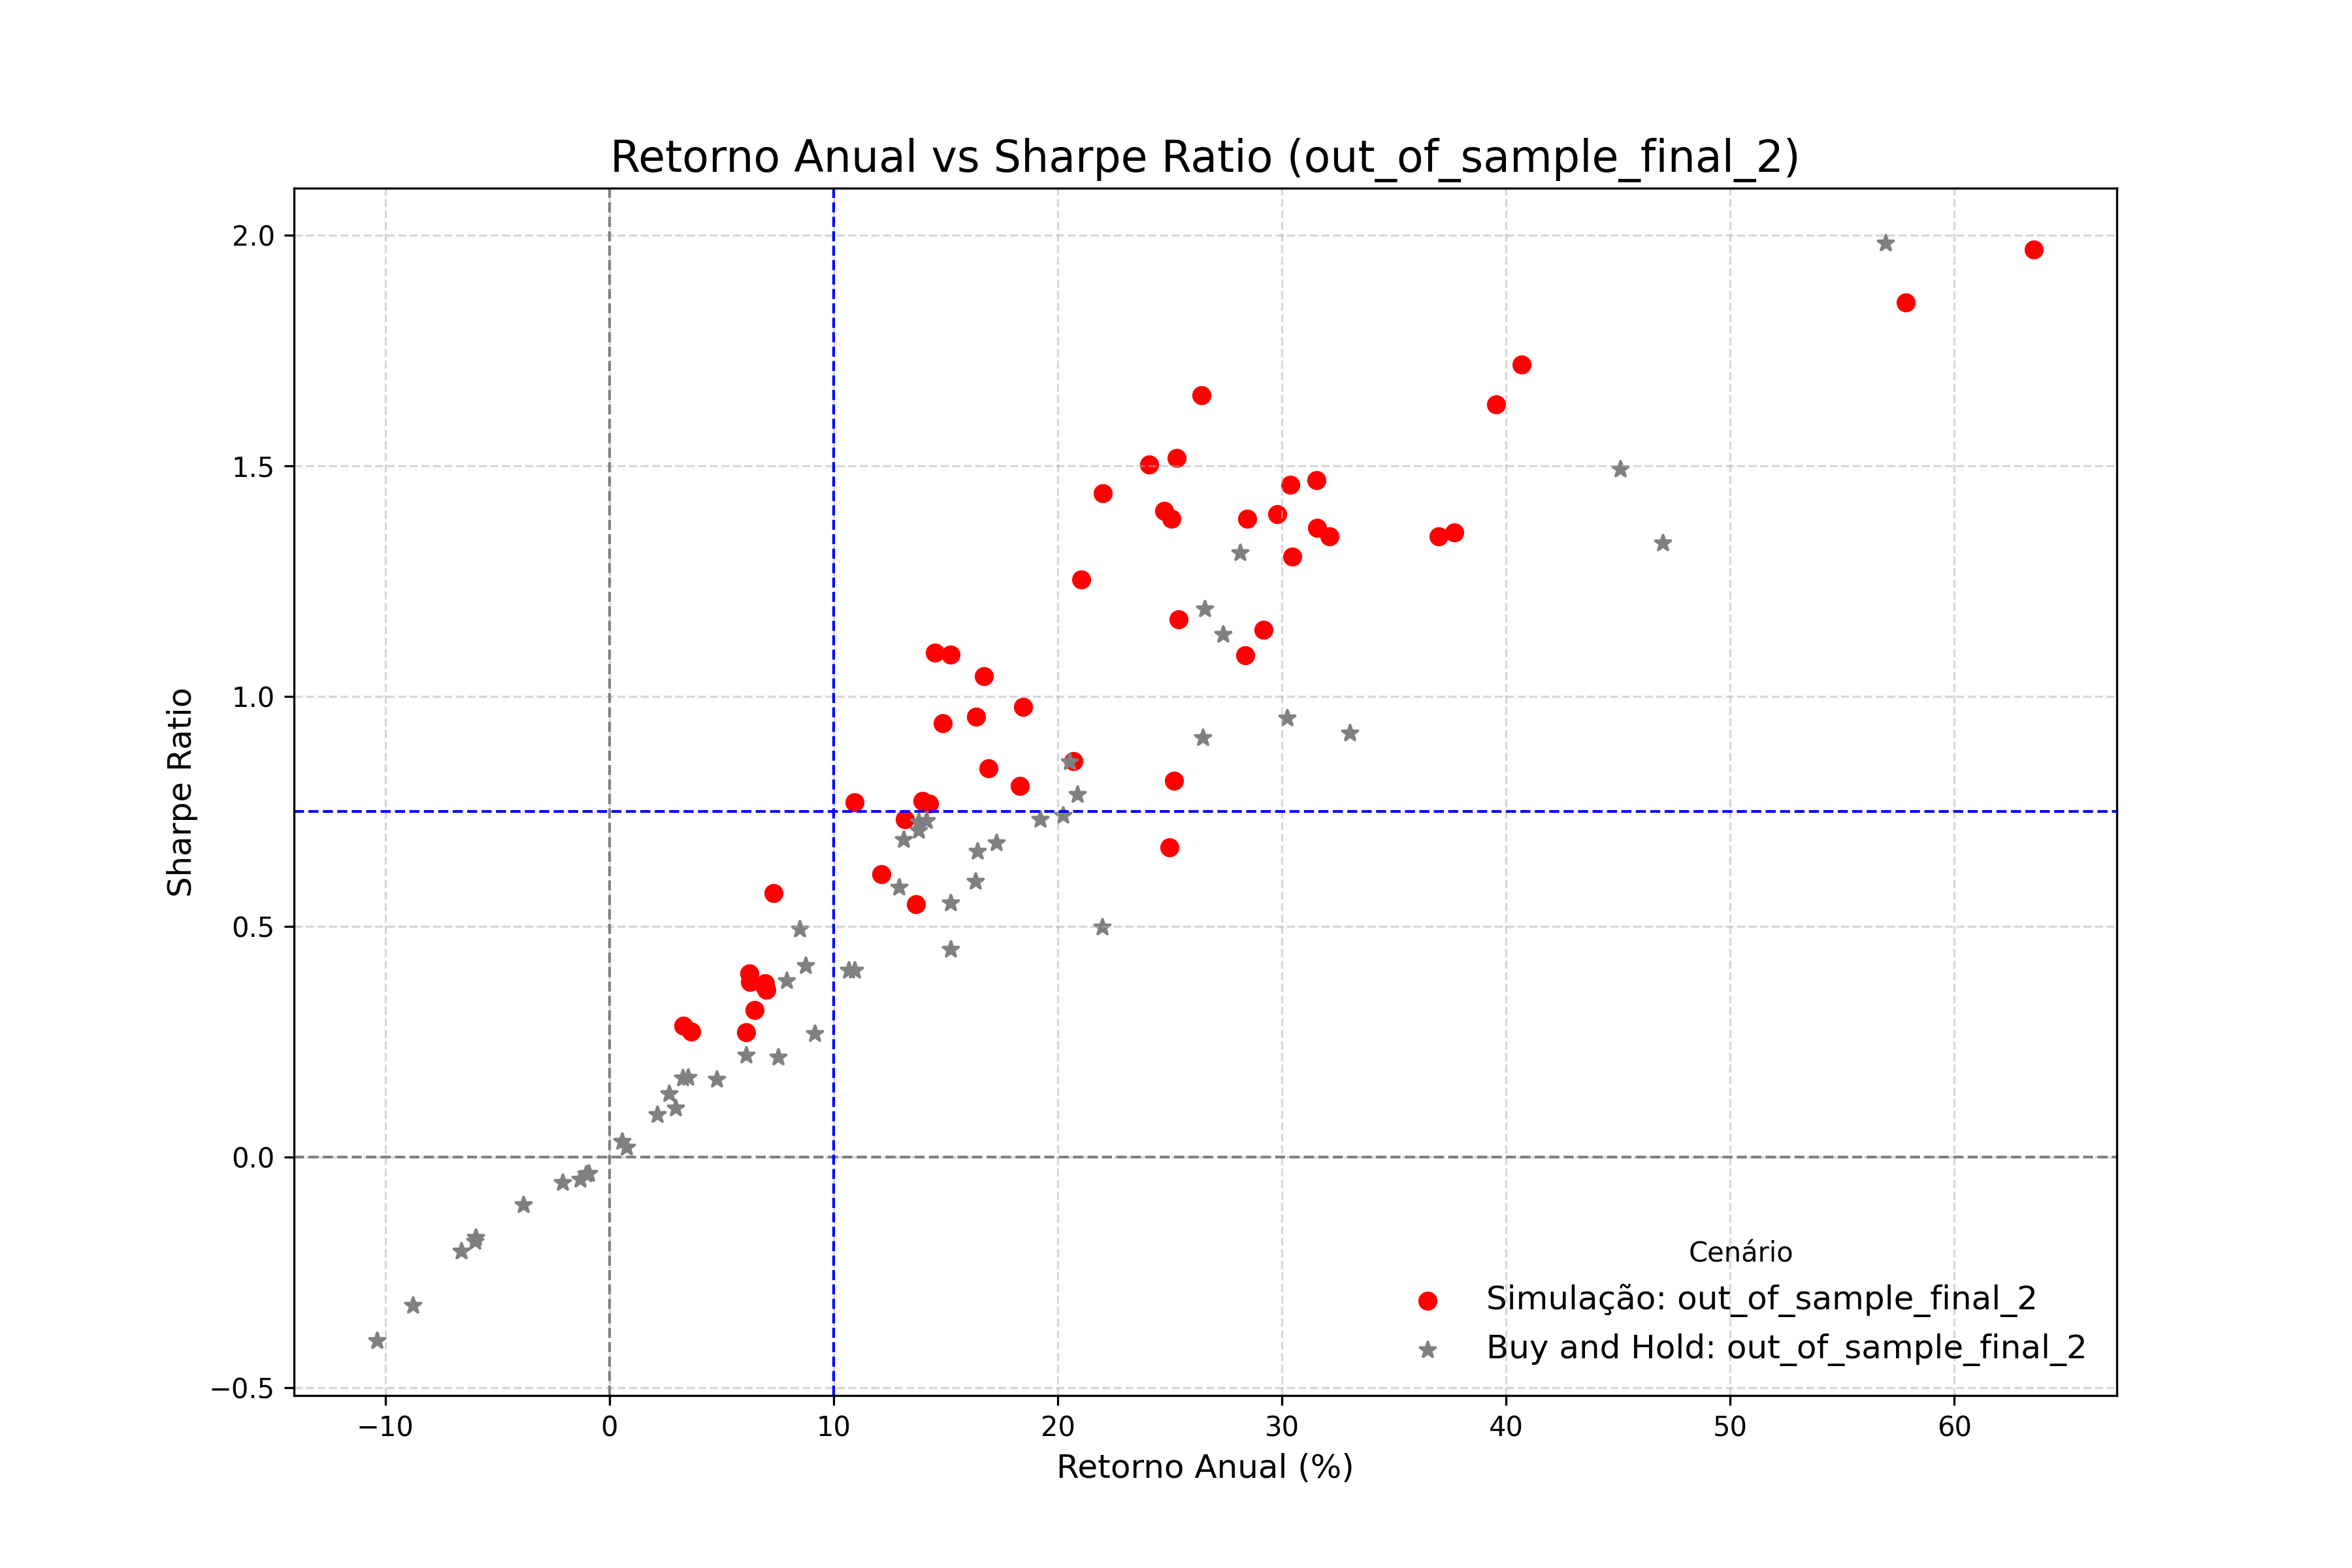 Retorno Anual vs Sharpe Ratio (out_of_sample_final_2)
Sharpe Ratio
2.0
1.5
1.0
0.5
0.0
−0.5
−10
0
10
20
30
40
50
60
Retorno Anual (%)
Cenário
Simulação: out_of_sample_final_2
Buy and Hold: out_of_sample_final_2